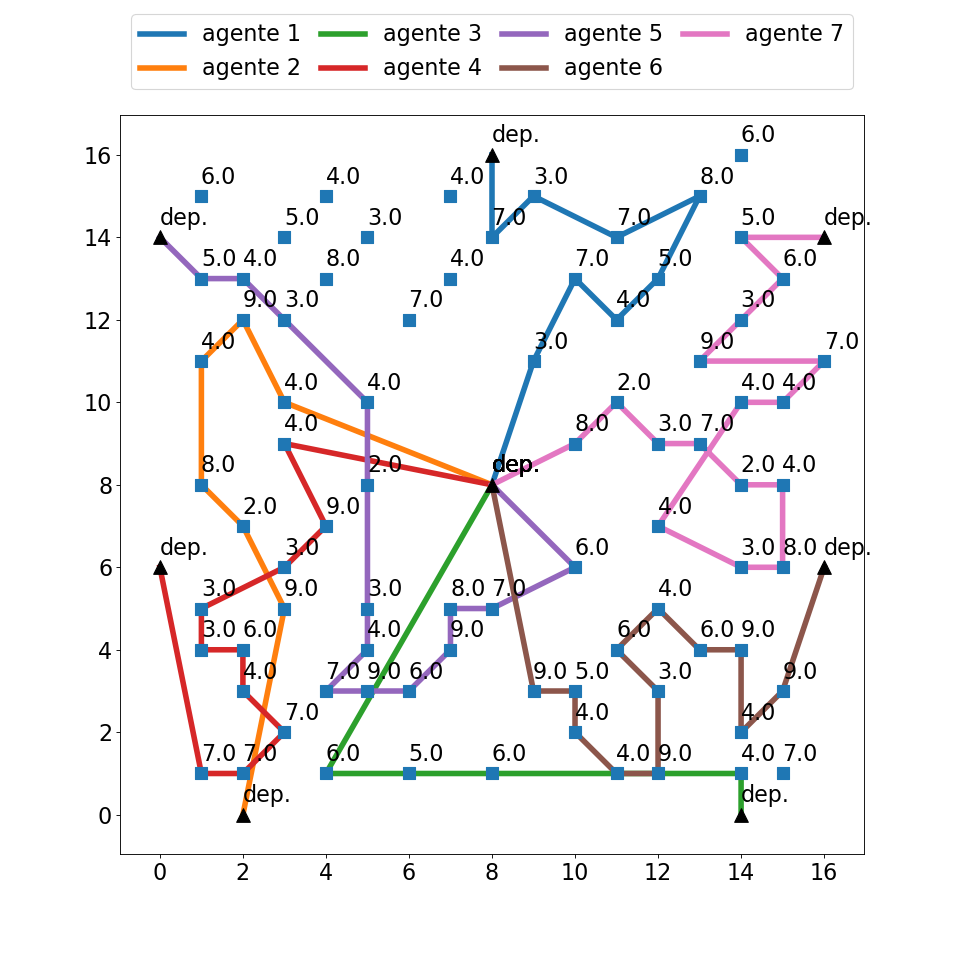 agente 1 agente 3 agente 5 agente 7
agente 2 agente 4 agente 6
dep. 6.0
16
6.0 4.0 4.0 3.0 8.0
dep. 5.0 3.0 7.0 7.0 5.0 dep.
14
5.0 4.0 8.0 4.0 7.0 5.0 6.0
9.0 3.0 7.0 4.0 3.0
12
4.0 3.0 9.0 7.0
4.0 4.0 2.0 4.0 4.0
10
4.0 8.0 3.0 7.0
8.0 2.0 dep. 2.0 4.0
8
2.0 9.0 4.0
dep. 3.0 6.0 3.0 8.0 dep.
6
3.0 9.0 3.0 8.0 7.0 4.0
3.0 6.0 4.0 9.0 6.0 6.0 9.0
4
4.0 7.0 9.0 6.0 9.0 5.0 3.0 9.0
7.0 4.0 4.0
2
7.0 7.0 6.0 5.0 6.0 4.0 9.0 4.0 7.0
dep. dep.
0
0 2 4 6 8 10 12 14 16